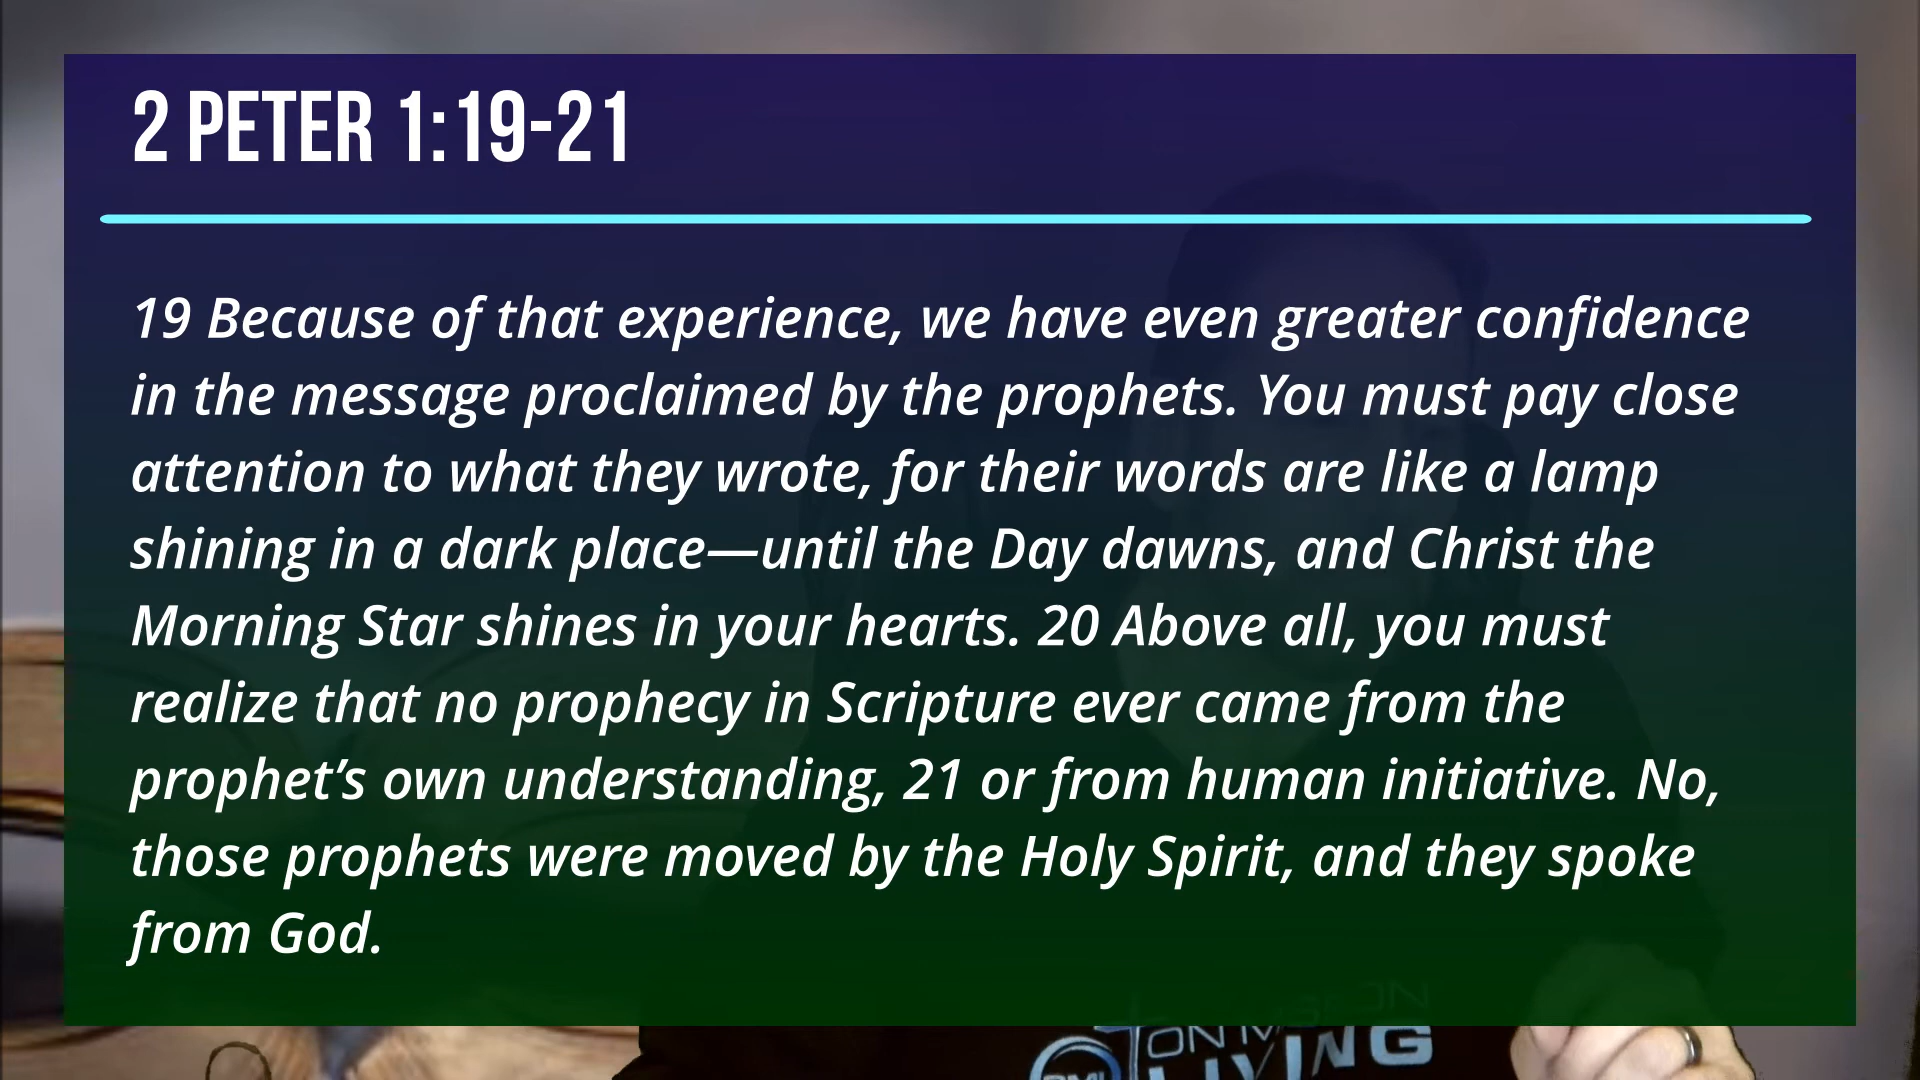 2 PETER 1:19-21
19 Because of that experience, we have even greater confidence
in the message proclaimed by the prophets. You must pay close
attention to what they wrote, for their words are like a lamp
shining in a dark place—until the Day dawns, and Christ the
Morning Star shines in your hearts. 20 Above all, you must
realize that no prophecy in Scripture ever came from the
prophet’s own understanding, 21 or from human initiative. No,
those prophets were moved by the Holy Spirit, and they spoke
from God.
ON
LIVING